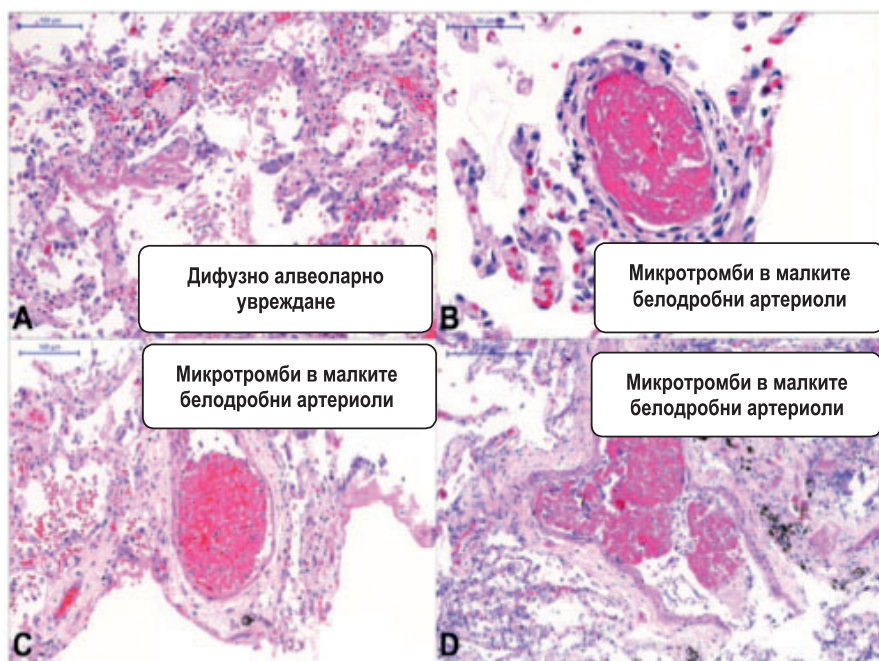 Дифузно алвеоларно
увреждане
A
Микротромби в малките
белодробни артериоли
B
Микротромби в малките
белодробни артериоли
C
Микротромби в малките
белодробни артериоли
D